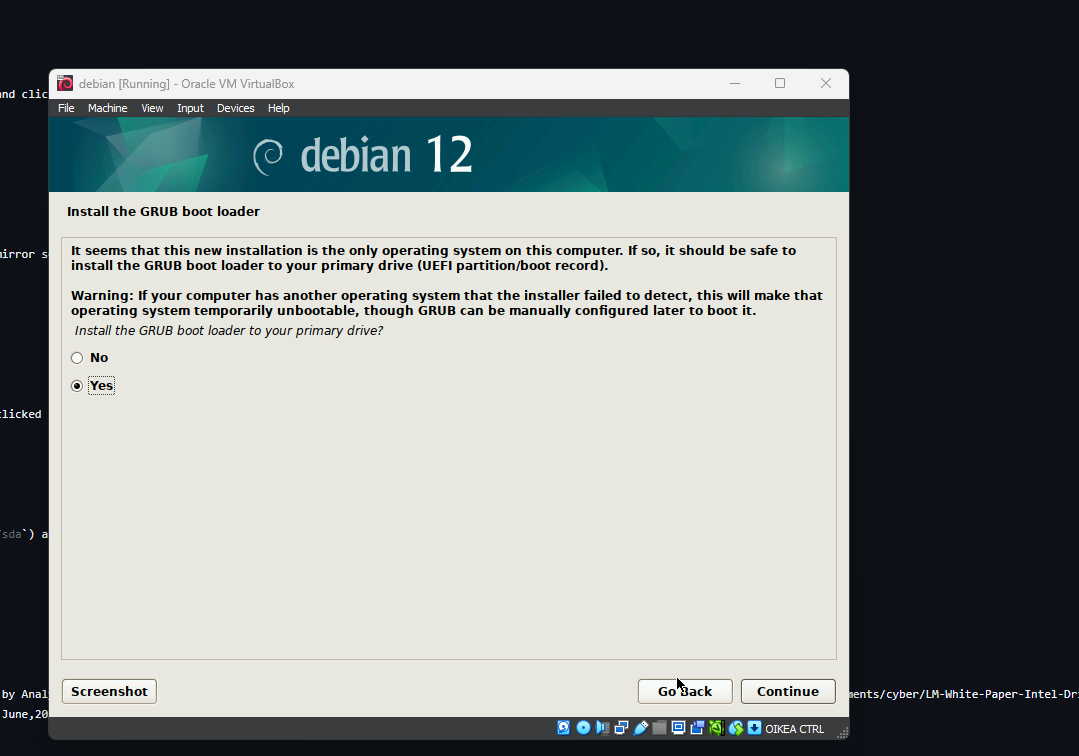 debian [Running] - Oracle VM VirtualBox
and clic
File Machine View Input Devices Help
debian 12
Install the GRUB boot loader
It seems that this new installation is the only operating system on this computer. If so, it should be safe to
mirror s
install the GRUB boot loader to your primary drive (UEFI partition/boot record).
Warning: If your computer has another operating system that the installer failed to detect, this will make that
operating system temporarily unbootable, though GRUB can be manually configured later to boot it.
Install the GRUB boot loader to your primary drive?
No
Yes
clicked
sda`) a
Screenshot Go Back Continue
by Anal
ments/cyber/LM-White-Paper-Intel-Dri
June,20
OIKEA CTRL